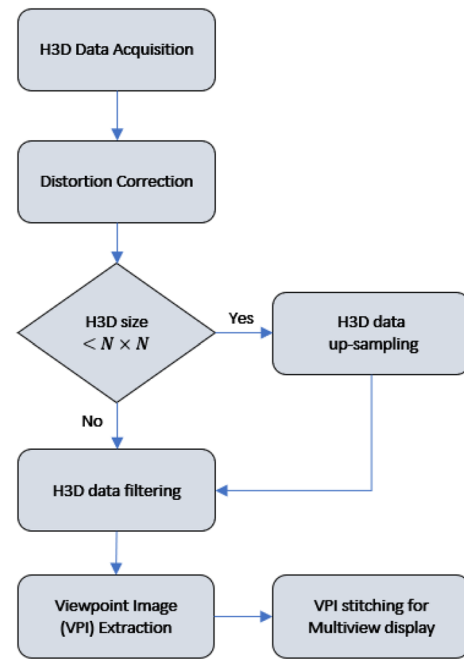 H3D Data Acquisition
Distortion Correction
H3D size
< N × N
Yes
H3D data
up-sampling
No
H3D data filtering
Viewpoint Image
(VPI) Extraction
VPI stitching for
Multiview display